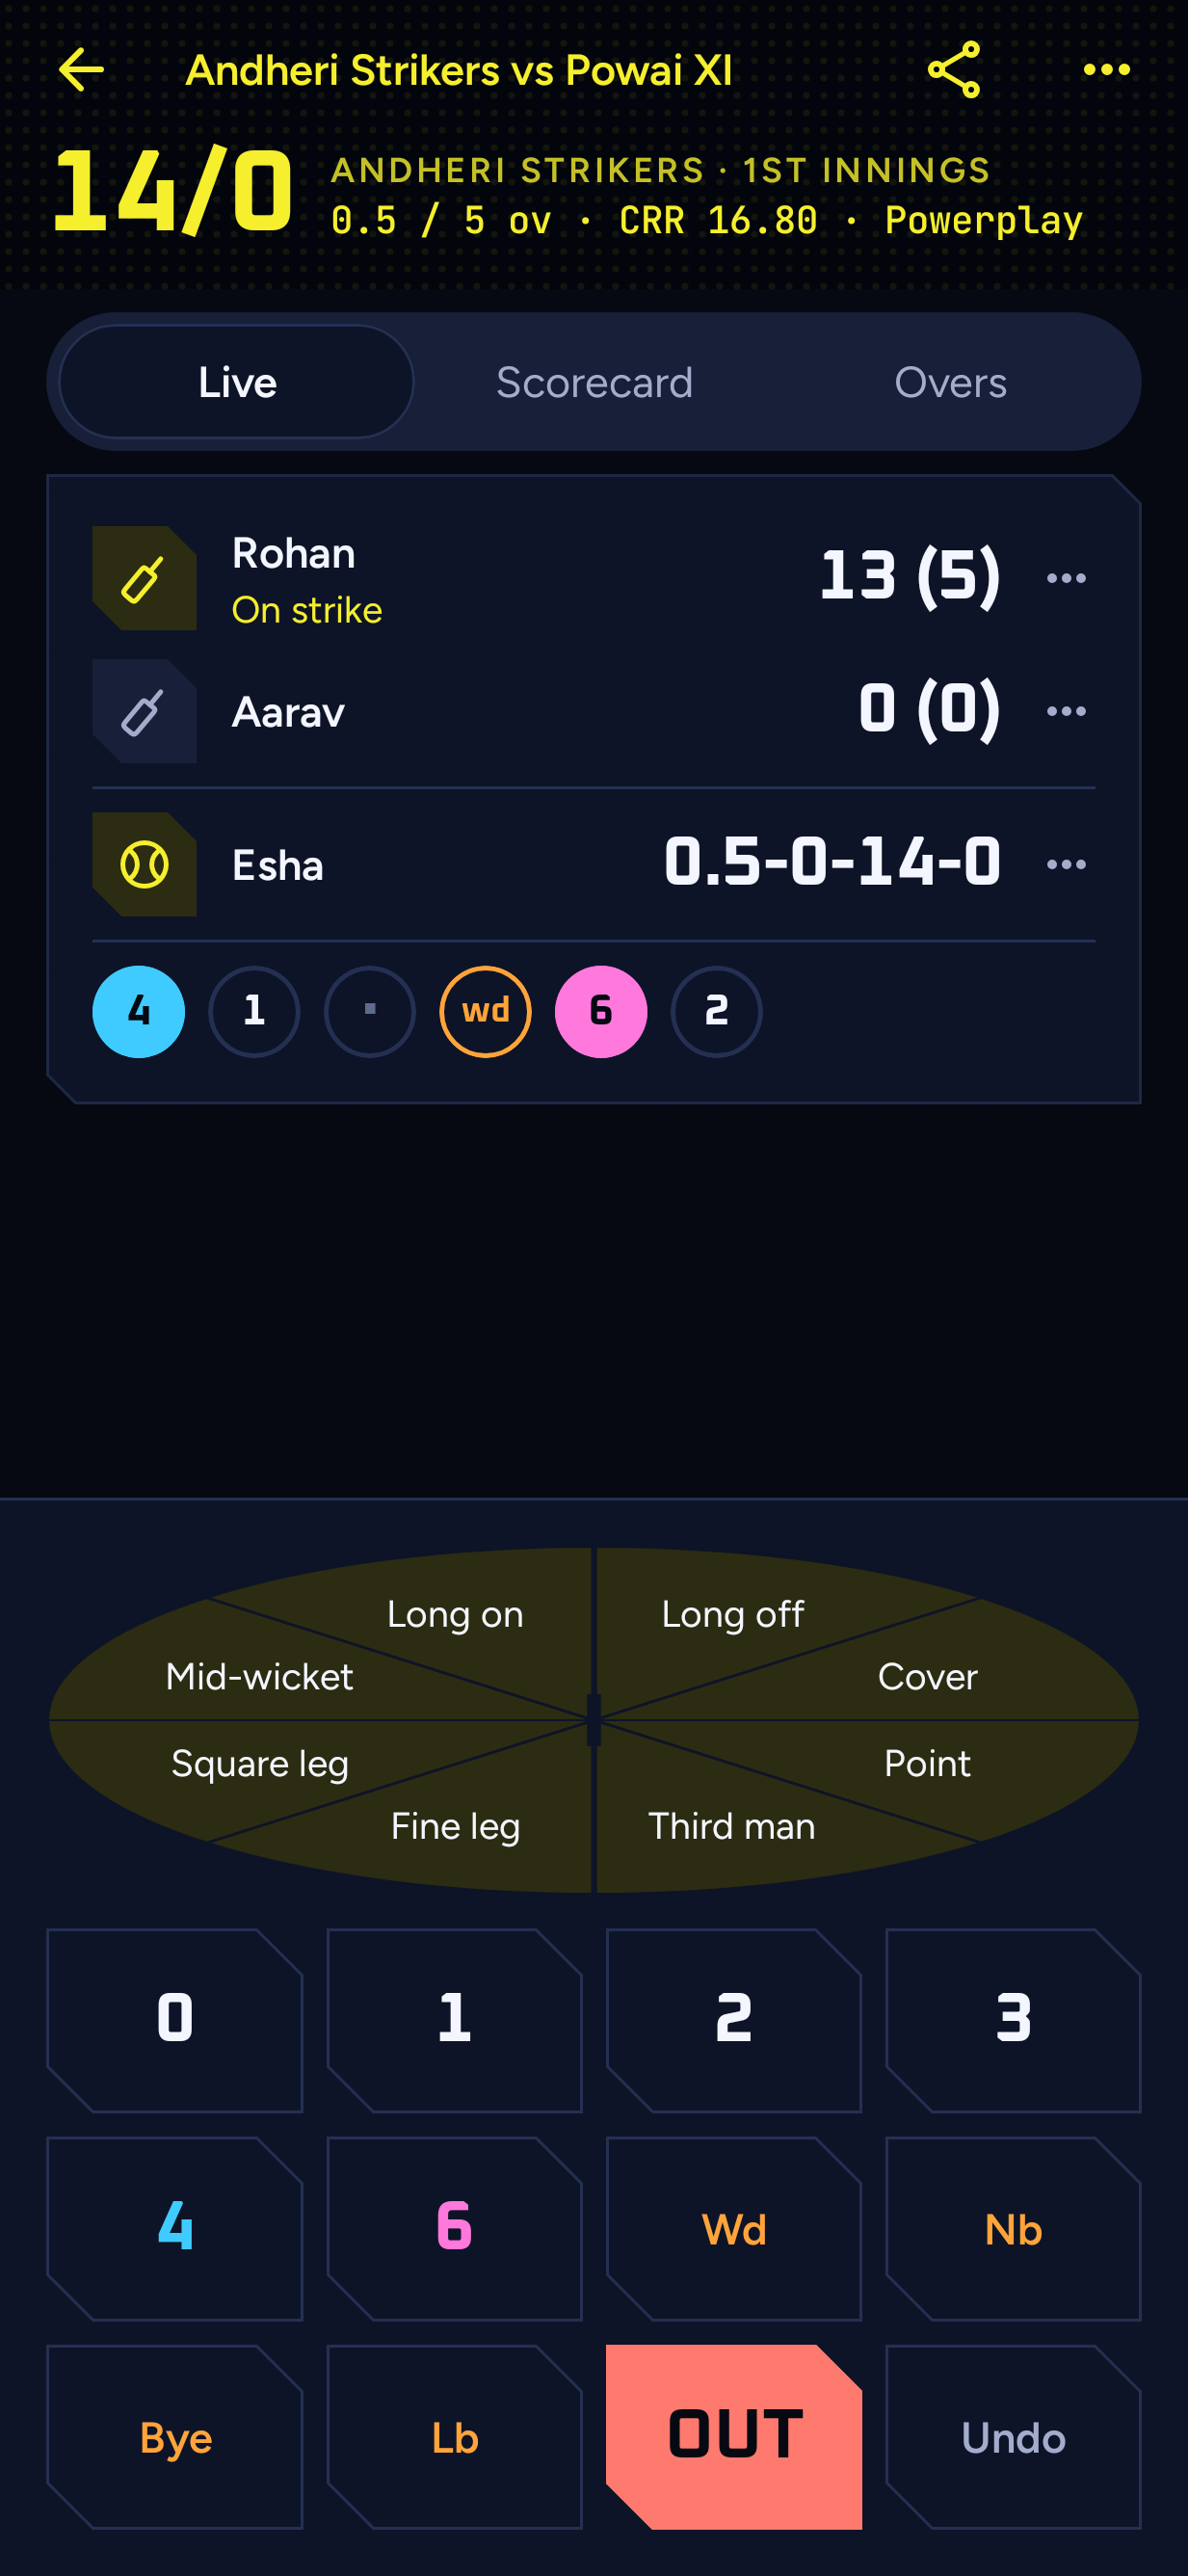 Andheri Strikers vs Powai XI
14/0
ANDHERI STRIKERS · 1ST INNINGS
0.5 / 5 ov · CRR 16.80 · Powerplay
Live Scorecard Overs
Rohan 13 (5)
On strike
Aarav 0 (0)
Esha 0.5-0-14-0
4 1 · wd 6 2
Long on Long off
Mid-wicket Cover
Square leg Point
Fine leg Third man
0 1 2 3
4 6 Wd Nb
Bye Lb OUT Undo